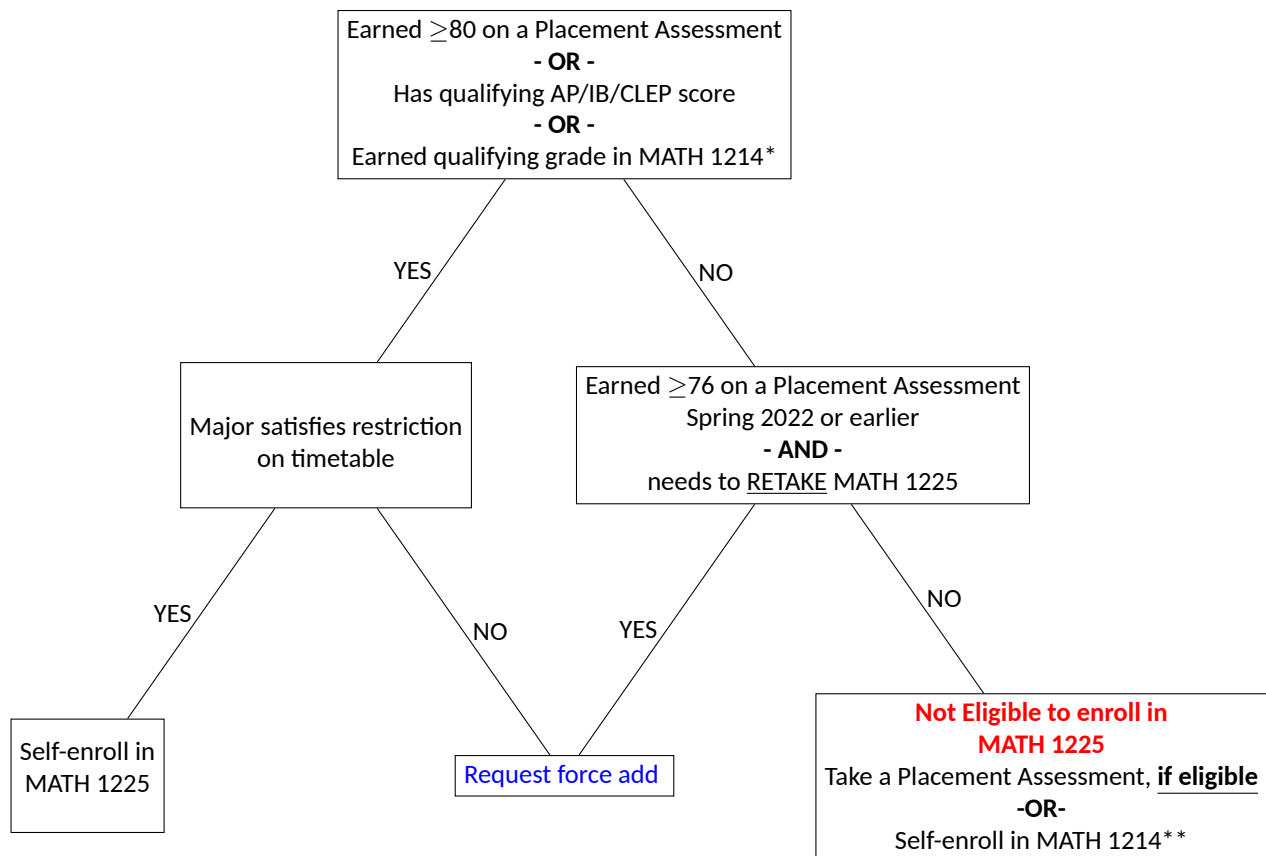 Earned ≥80 on a Placement Assessment
- OR -
Has qualifying AP/IB/CLEP score
- OR -
Earned qualifying grade in MATH 1214*
YES
NO
Major satisfies restriction
on timetable
Earned ≥76 on a Placement Assessment
Spring 2022 or earlier
- AND -
needs to RETAKE MATH 1225
YES
NO
YES
NO
Self-enroll in
MATH 1225
Request force add
Not Eligible to enroll in
MATH 1225
Take a Placement Assessment, if eligible
-OR-
Self-enroll in MATH 1214**